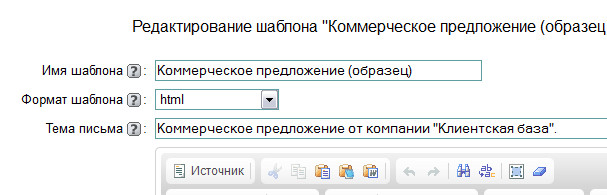 Редактирование шаблона "Коммерческое предложение (образец
Имя шаблона ? : Коммерческое предложение (образец)
Формат шаблона ? : html
Тема письма ? : Коммерческое предложение от компании "Клиентская база".
Источник